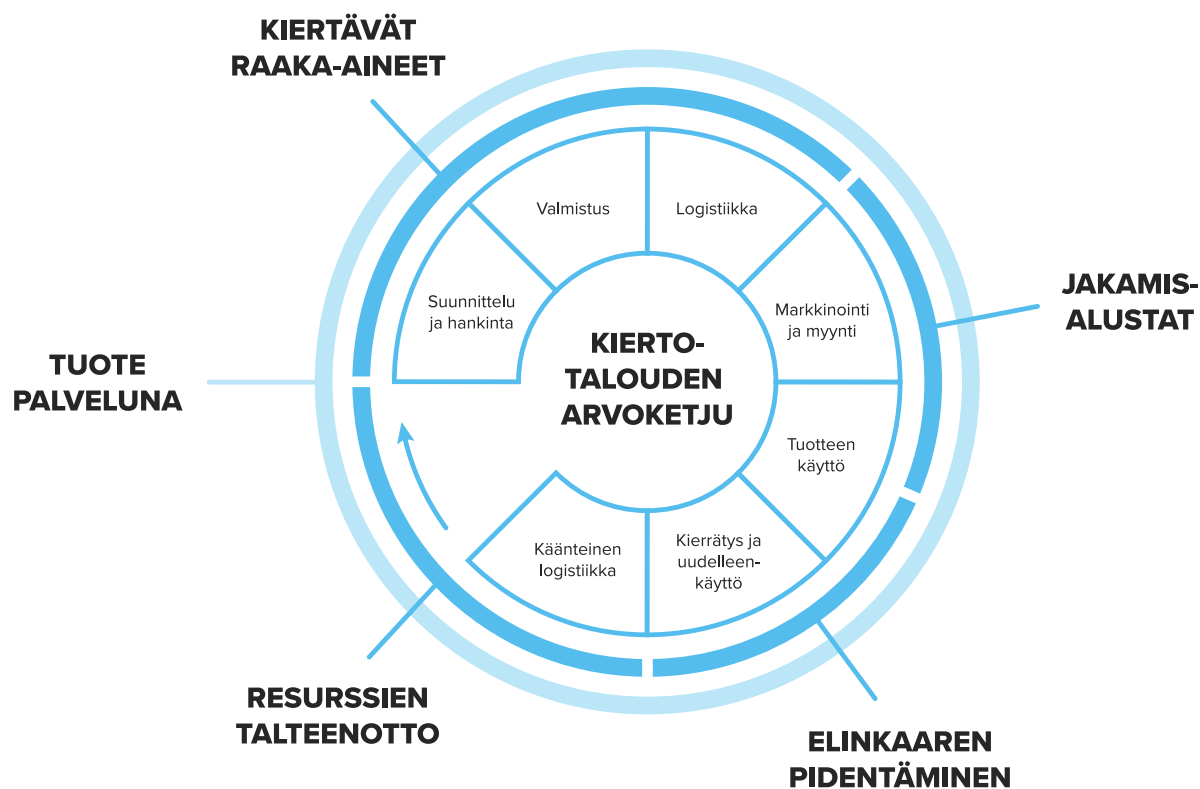 KIERTÄVÄT
RAAKA-AINEET
Valmistus
Logistiikka
Suunnittelu
ja hankinta
Markkinointi
ja myynti
JAKAMIS-
ALUSTAT
KIERTO-
TALOUDEN
ARVOKETJU
TUOTE
PALVELUNA
Tuotteen
käyttö
Käänteinen
logistiikka
Kierrätys ja
uudelleen-
käyttö
RESURSSIEN
TALTEENOTTO
ELINKAAREN
PIDENTÄMINEN